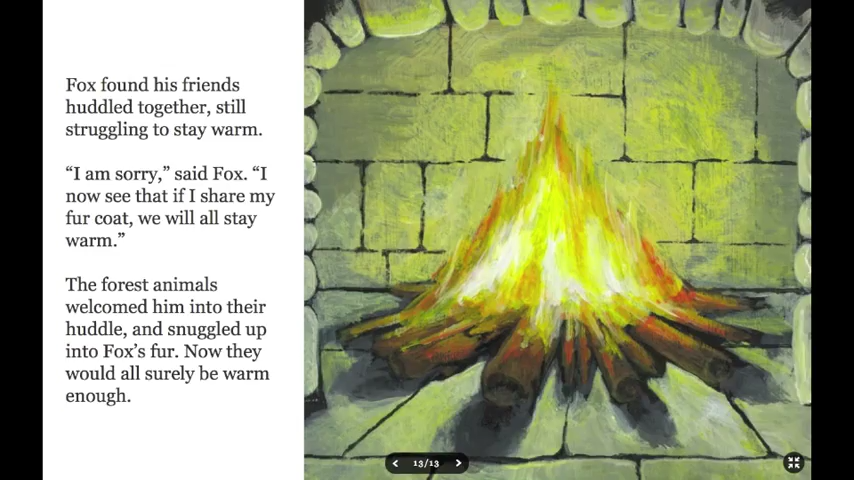 Fox found his friends
huddled together, still
struggling to stay warm.
“I am sorry,” said Fox. “I
now see that if I share my
fur coat, we will all stay
warm.”
The forest animals
welcomed him into their
huddle, and snuggled up
into Fox’s fur. Now they
would all surely be warm
enough.
13/13